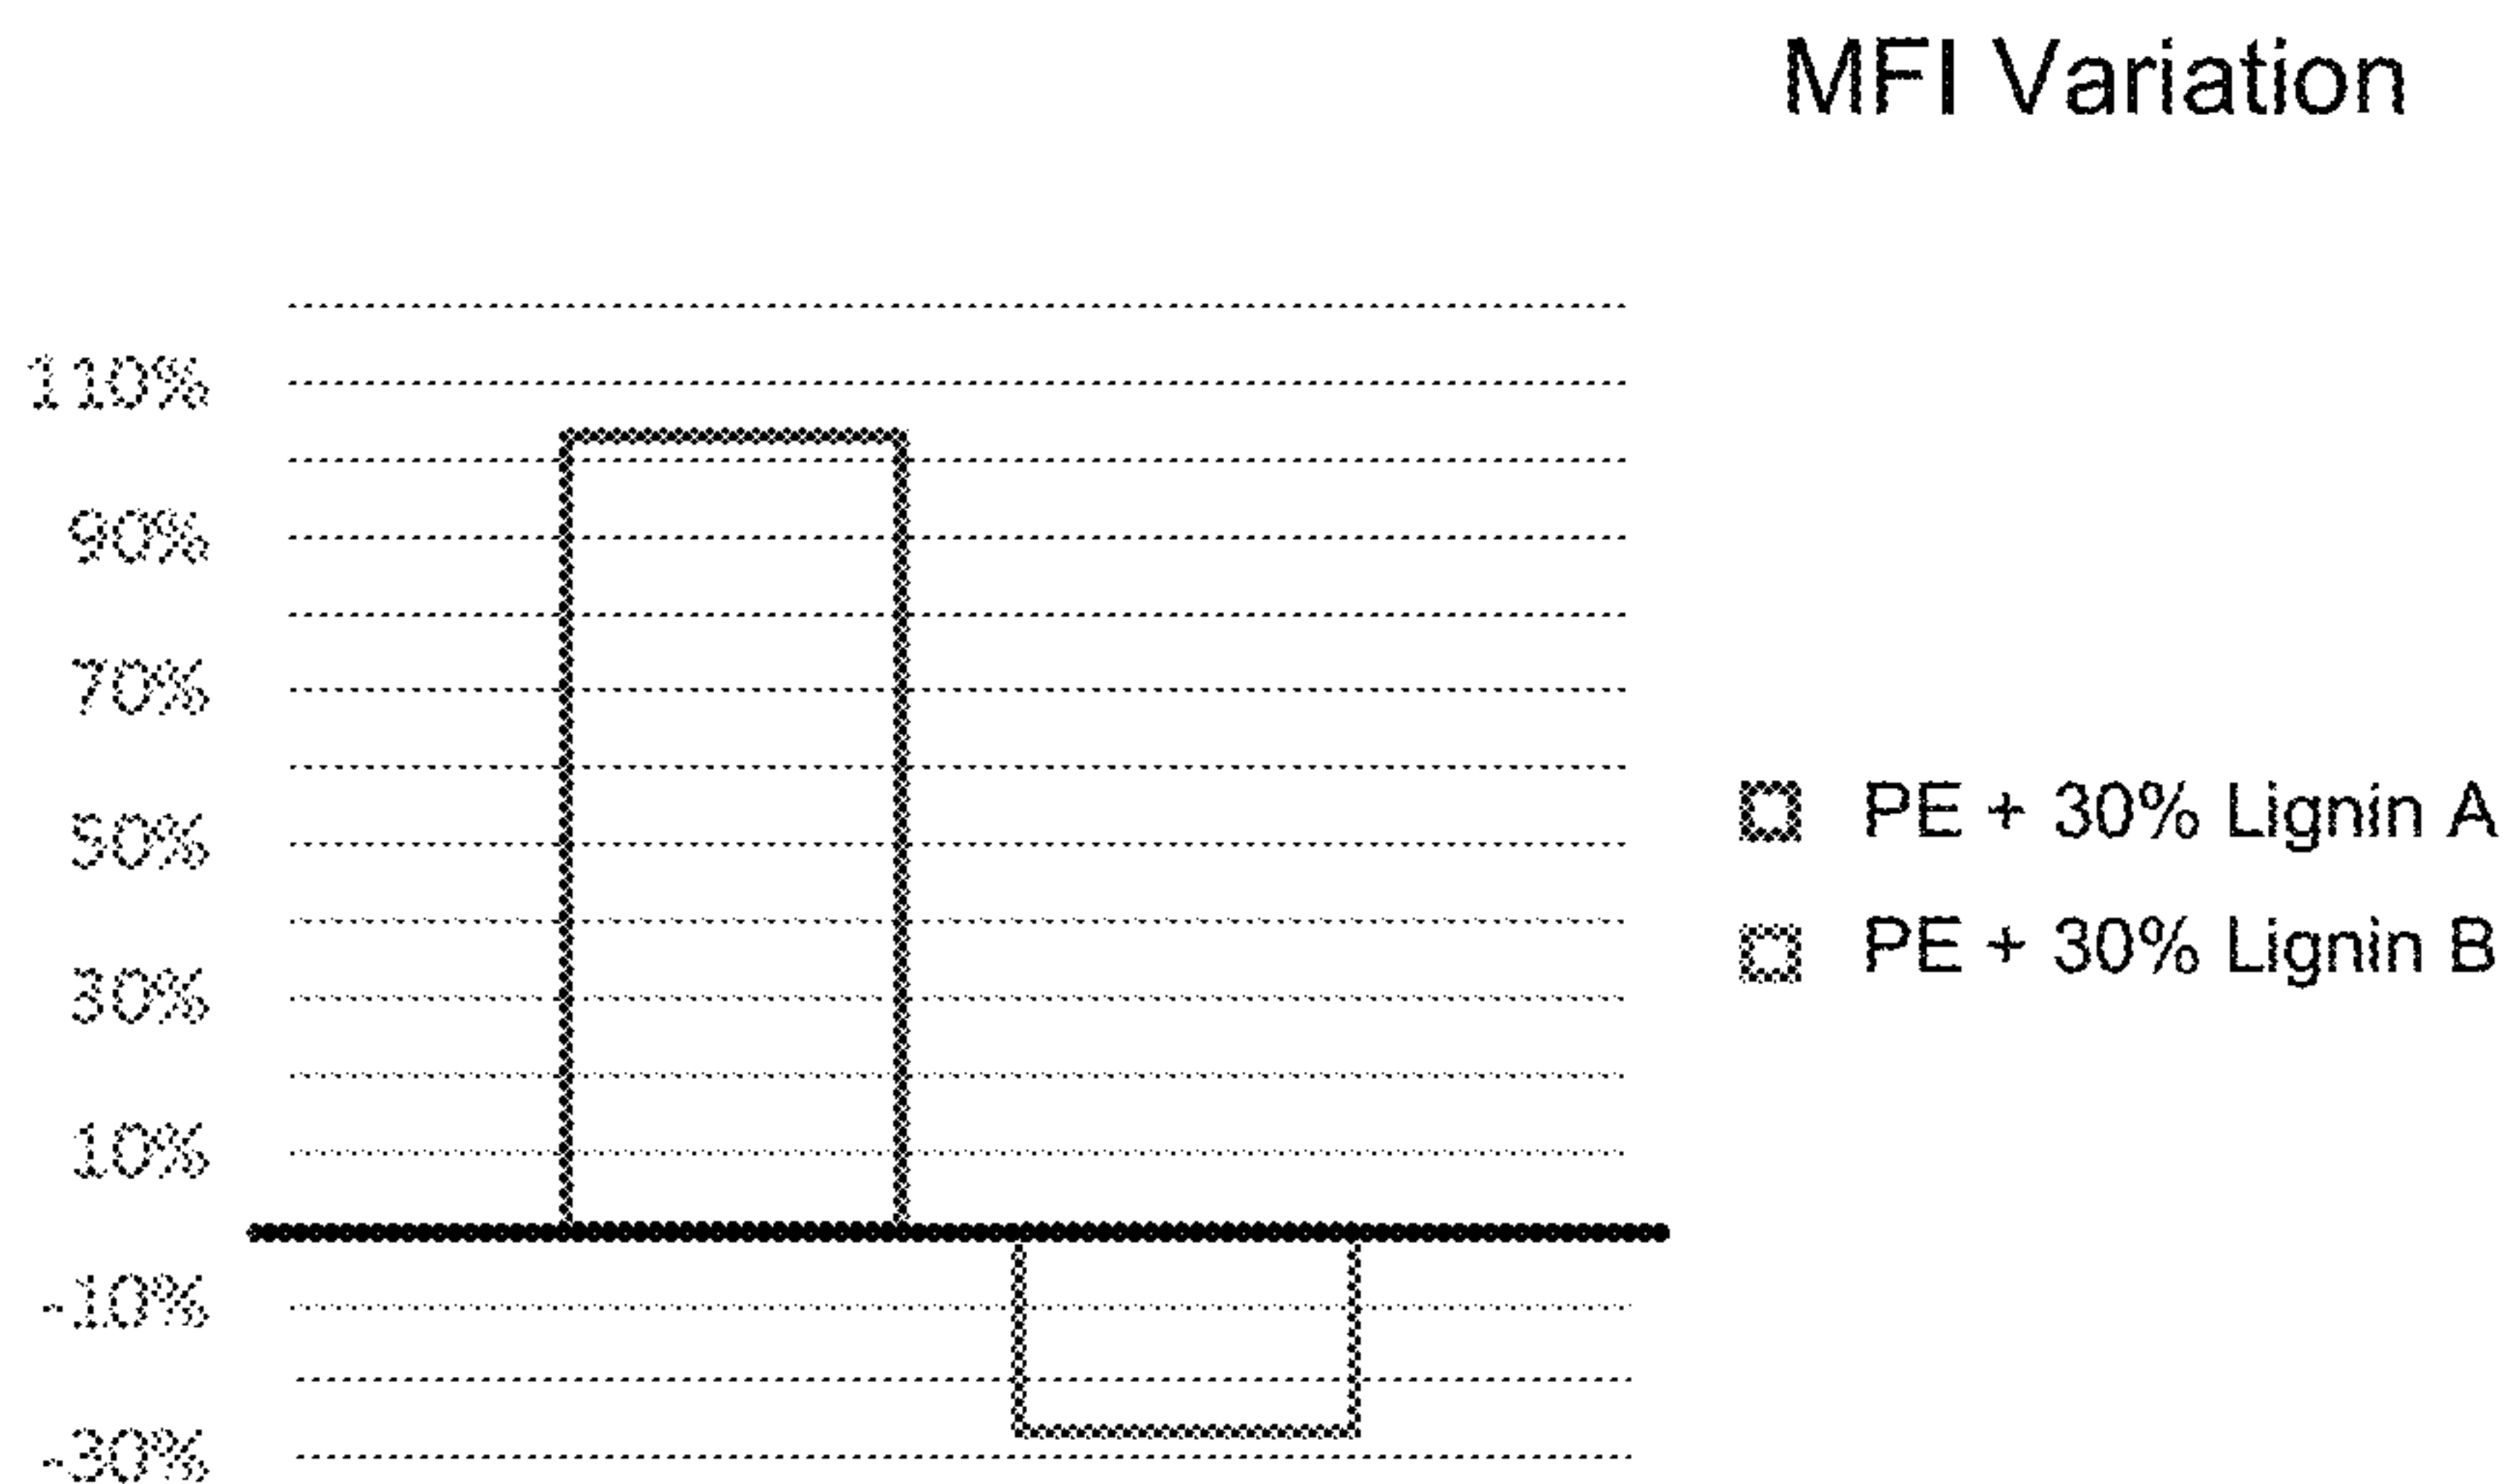 MFI Variation
110%
90%
70%
50%
30%
10%
-10%
-30%
PE + 30% Lignin A
PE + 30% Lignin B